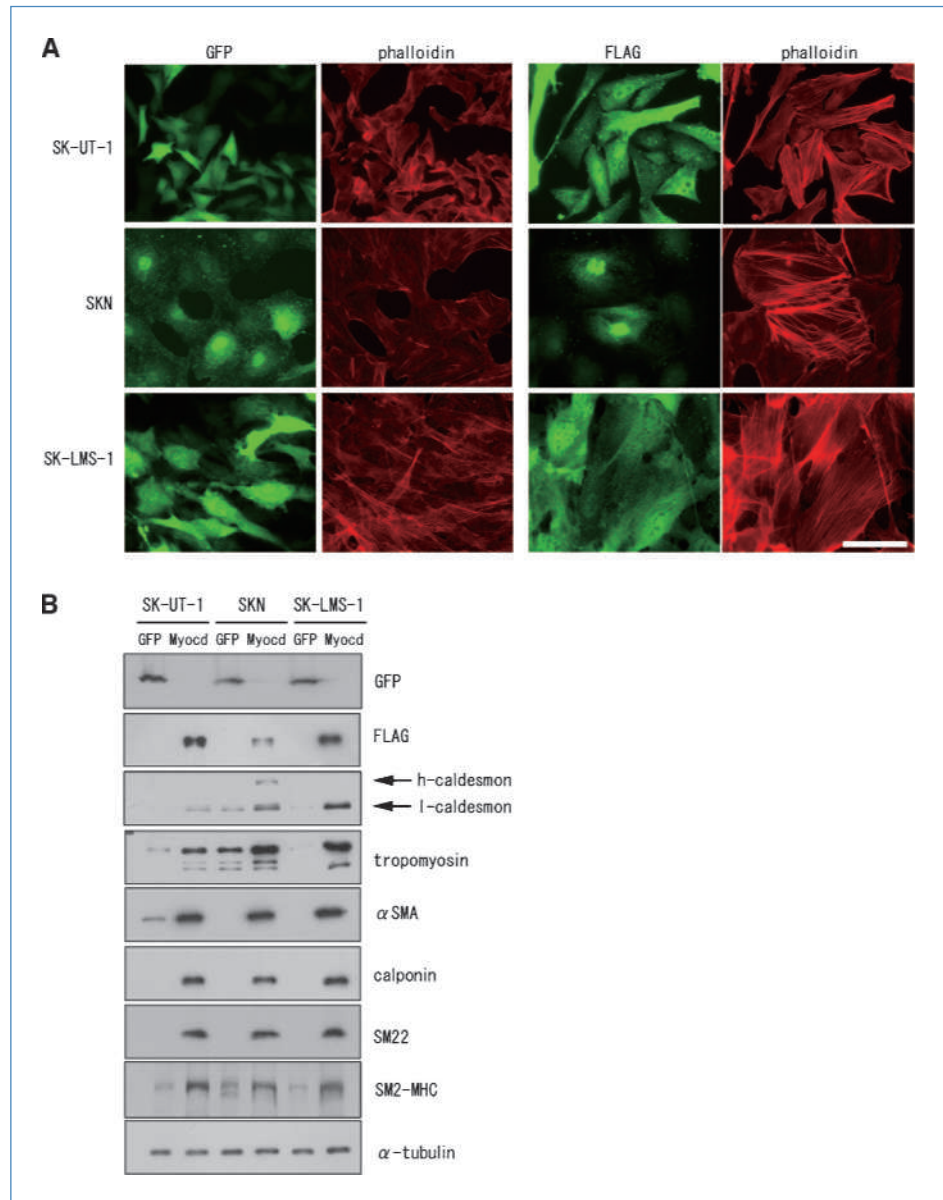 A
GFP phalloidin FLAG phalloidin
SK-UT-1
SKN
SK-LMS-1
B
SK-UT-1 SKN SK-LMS-1
GFP Myocd GFP Myocd GFP Myocd
GFP
FLAG
h-caldesmon
l-caldesmon
tropomyosin
αSMA
calponin
SM22
SM2-MHC
α-tubulin